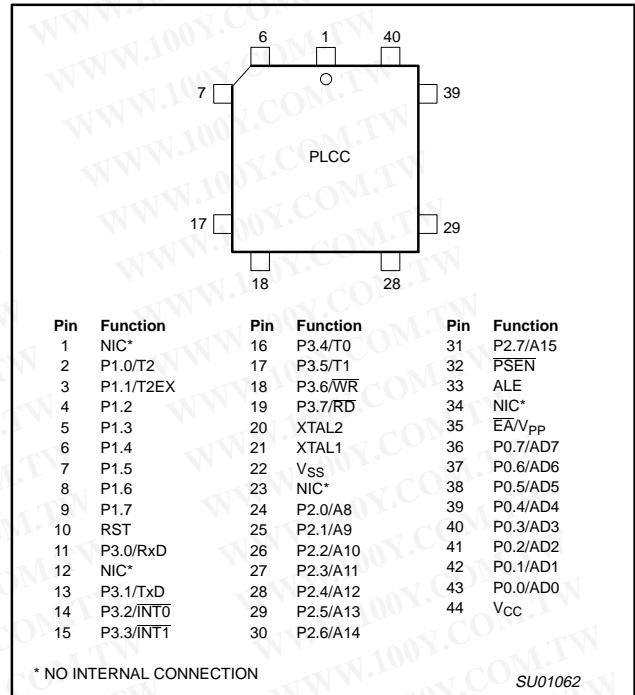 6 1 40
7 39
PLCC
17 29
18 28
Pin Function Pin Function Pin Function
1 NIC* 16 P3.4/T0 31 P2.7/A15
2 P1.0/T2 17 P3.5/T1 32 PSEN
3 P1.1/T2EX 18 P3.6/WR 33 ALE
4 P1.2 19 P3.7/RD 34 NIC*
5 P1.3 20 XTAL2 35 EA/VPP
6 P1.4 21 XTAL1 36 P0.7/AD7
7 P1.5 22 VSS 37 P0.6/AD6
8 P1.6 23 NIC* 38 P0.5/AD5
9 P1.7 24 P2.0/A8 39 P0.4/AD4
10 RST 25 P2.1/A9 40 P0.3/AD3
11 P3.0/RxD 26 P2.2/A10 41 P0.2/AD2
12 NIC* 27 P2.3/A11 42 P0.1/AD1
13 P3.1/TxD 28 P2.4/A12 43 P0.0/AD0
14 P3.2/INT0 29 P2.5/A13 44 VCC
15 P3.3/INT1 30 P2.6/A14
* NO INTERNAL CONNECTION
SU01062
WWW.100Y.COM.TW